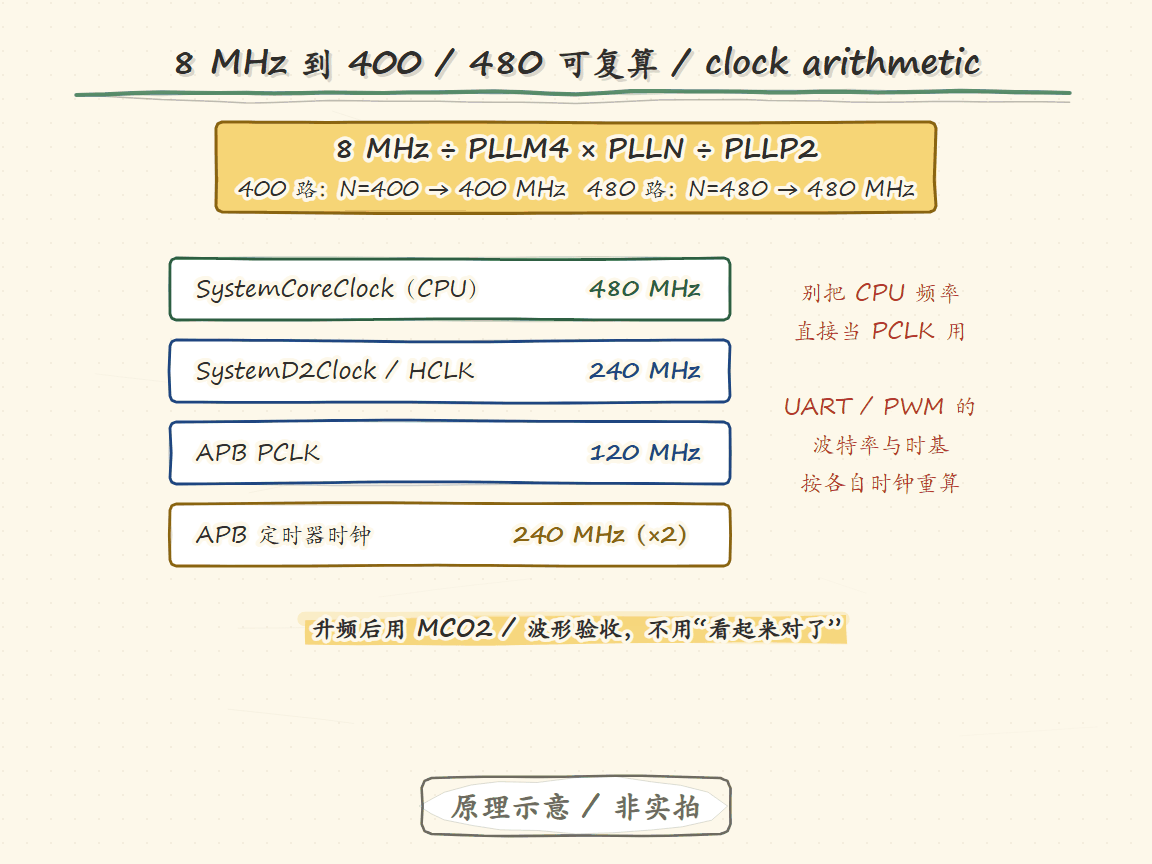 8 MHz 到 400 / 480 可复算 / clock arithmetic
8 MHz ÷ PLLM4 × PLLN ÷ PLLP2
400 路：N=400 → 400 MHz 480 路：N=480 → 480 MHz
SystemCoreClock（CPU） 480 MHz
SystemD2Clock / HCLK 240 MHz
APB PCLK 120 MHz
APB 定时器时钟 240 MHz（×2）
别把 CPU 频率
直接当 PCLK 用
UART / PWM 的
波特率与时基
按各自时钟重算
升频后用 MCO2 / 波形验收，不用“看起来对了”
原理示意 / 非实拍